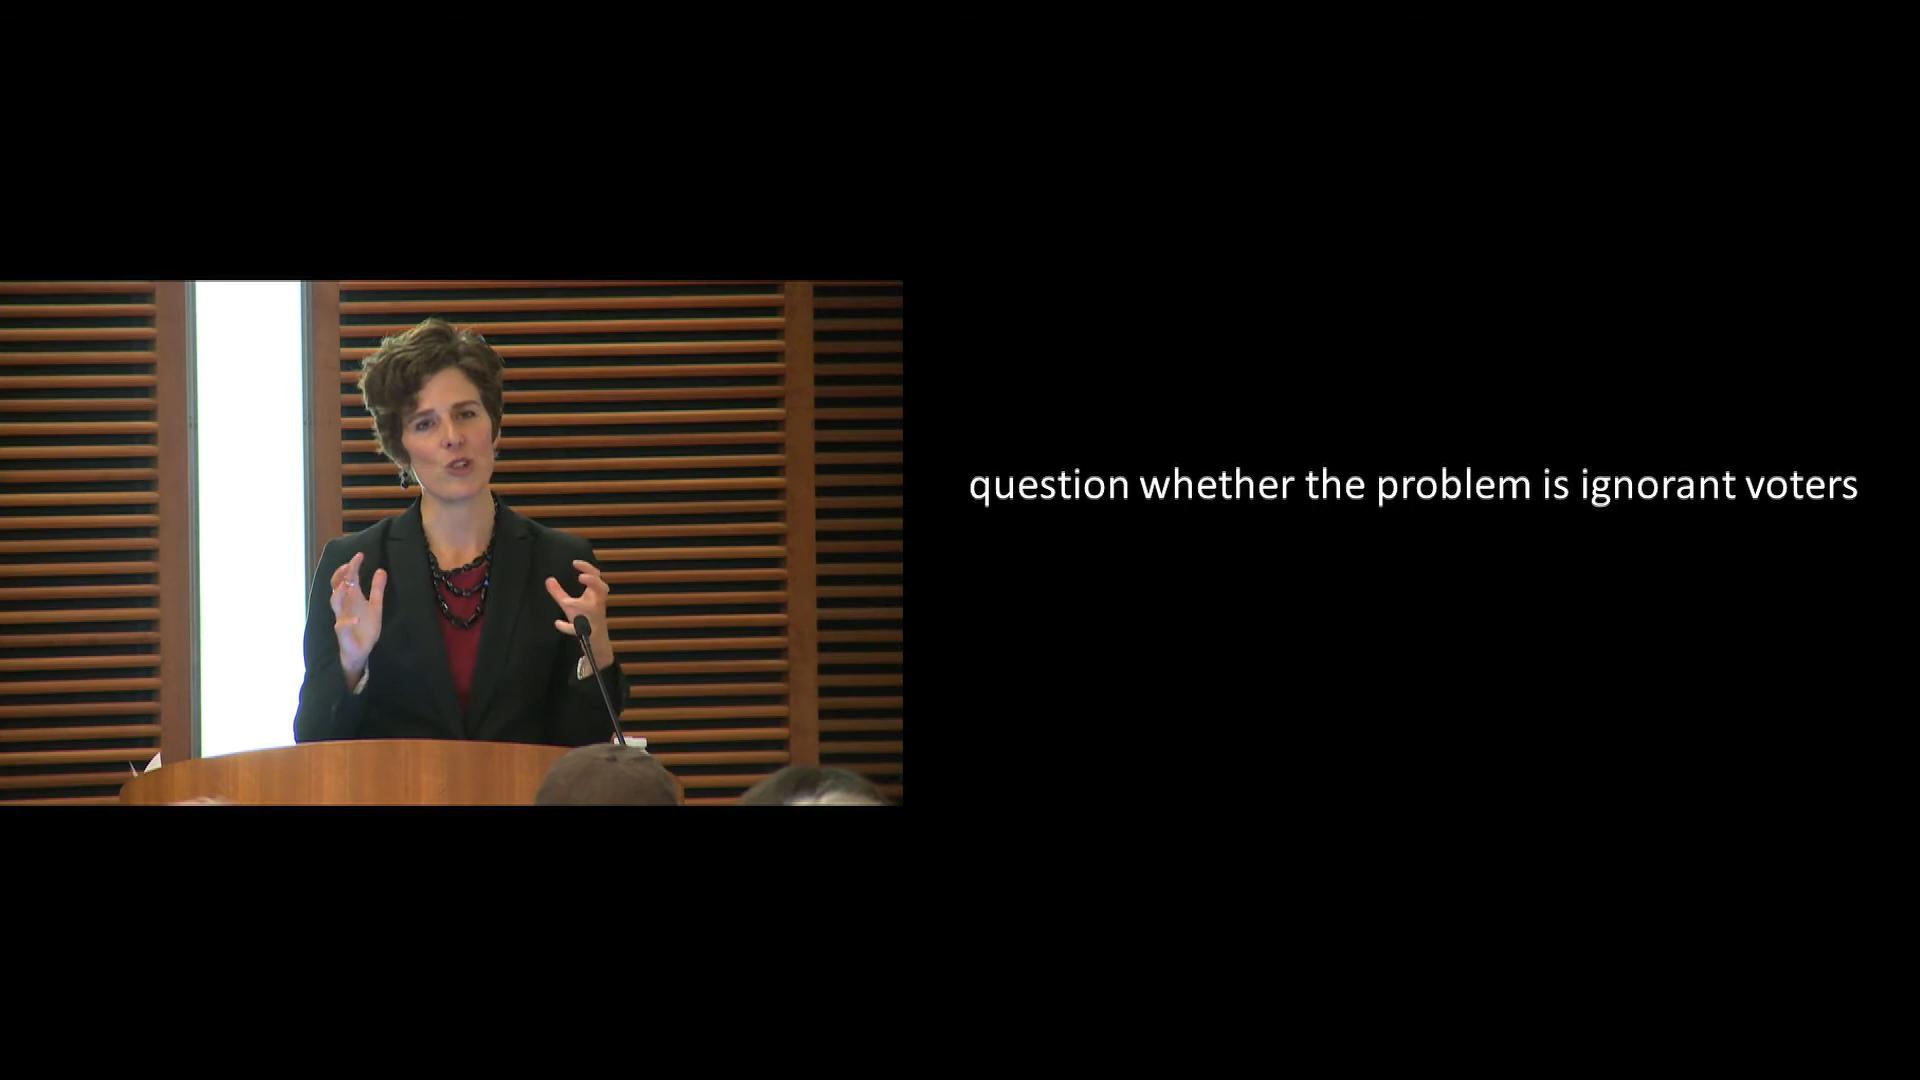 question whether the problem is ignorant voters